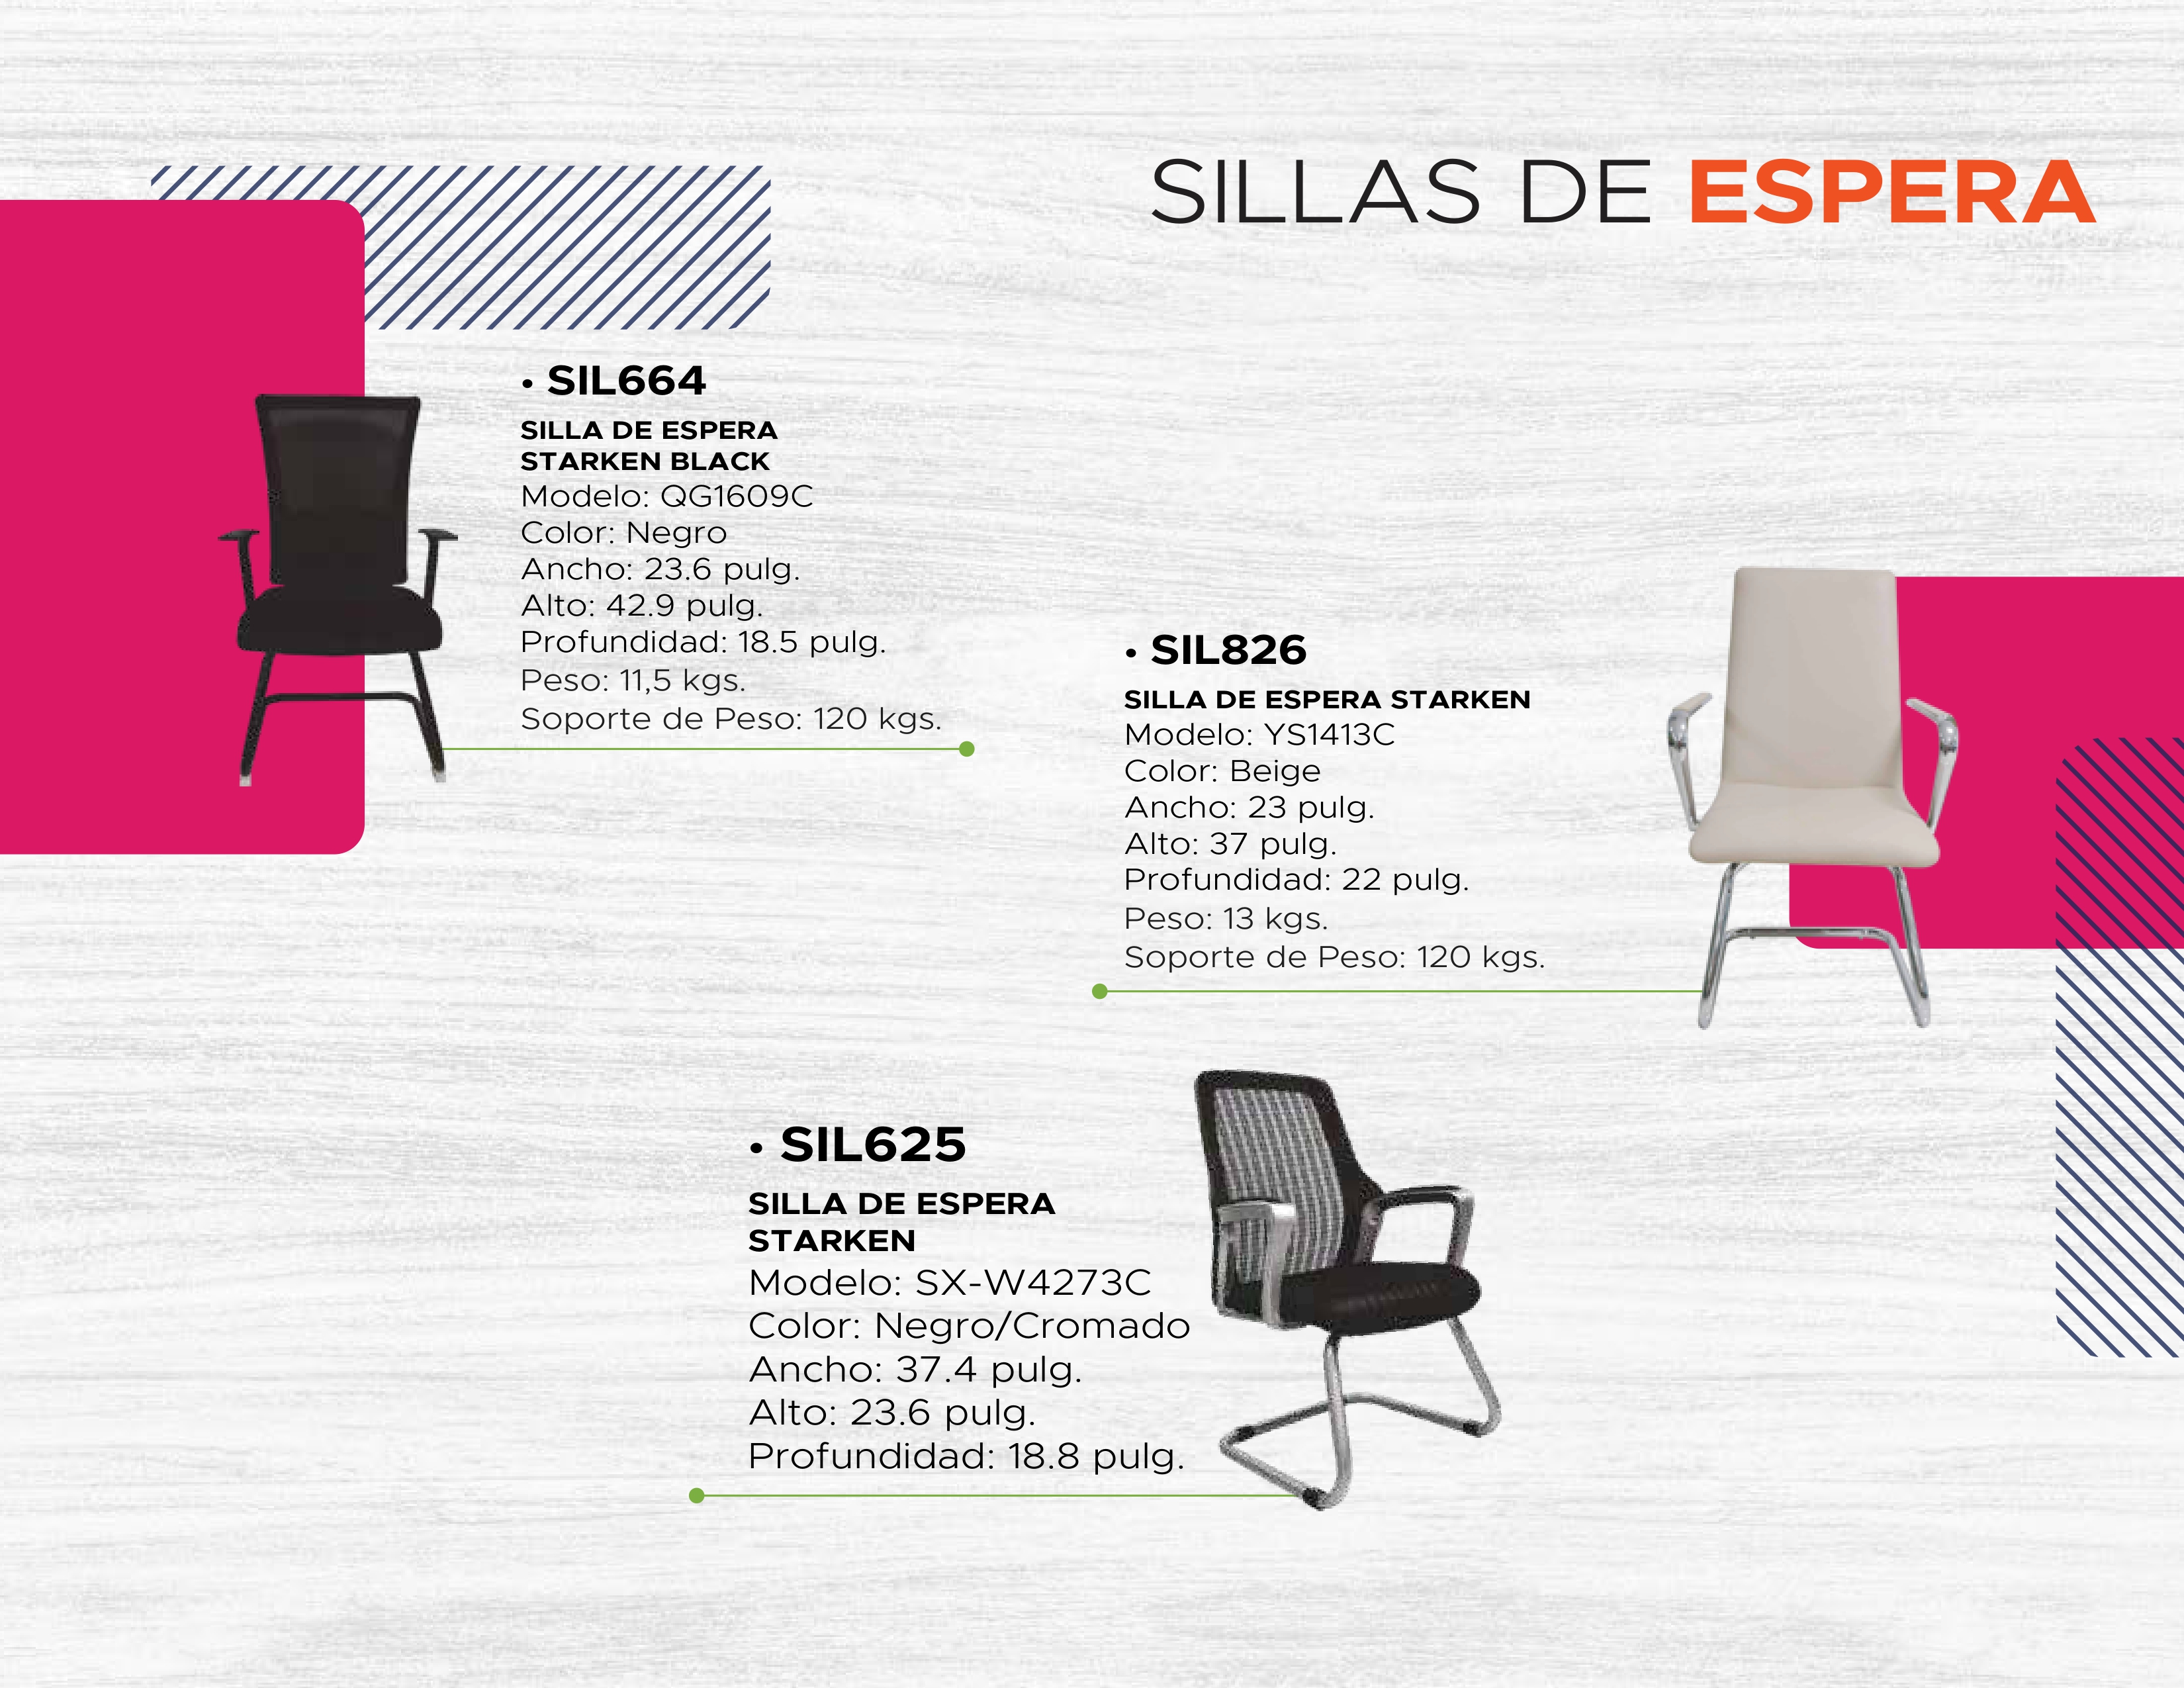 SILLAS DE ESPERA
• SIL664
SILLA DE ESPERA
STARKEN BLACK
Modelo: QG1609C
Color: Negro
Ancho: 23.6 pulg.
Alto: 42.9 pulg.
Profundidad: 18.5 pulg.
Peso: 11,5 kgs.
Soporte de Peso: 120 kgs.
• SIL826
SILLA DE ESPERA STARKEN
Modelo: YS1413C
Color: Beige
Ancho: 23 pulg.
Alto: 37 pulg.
Profundidad: 22 pulg.
Peso: 13 kgs.
Soporte de Peso: 120 kgs.
• SIL625
SILLA DE ESPERA
STARKEN
Modelo: SX-W4273C
Color: Negro/Cromado
Ancho: 37.4 pulg.
Alto: 23.6 pulg.
Profundidad: 18.8 pulg.